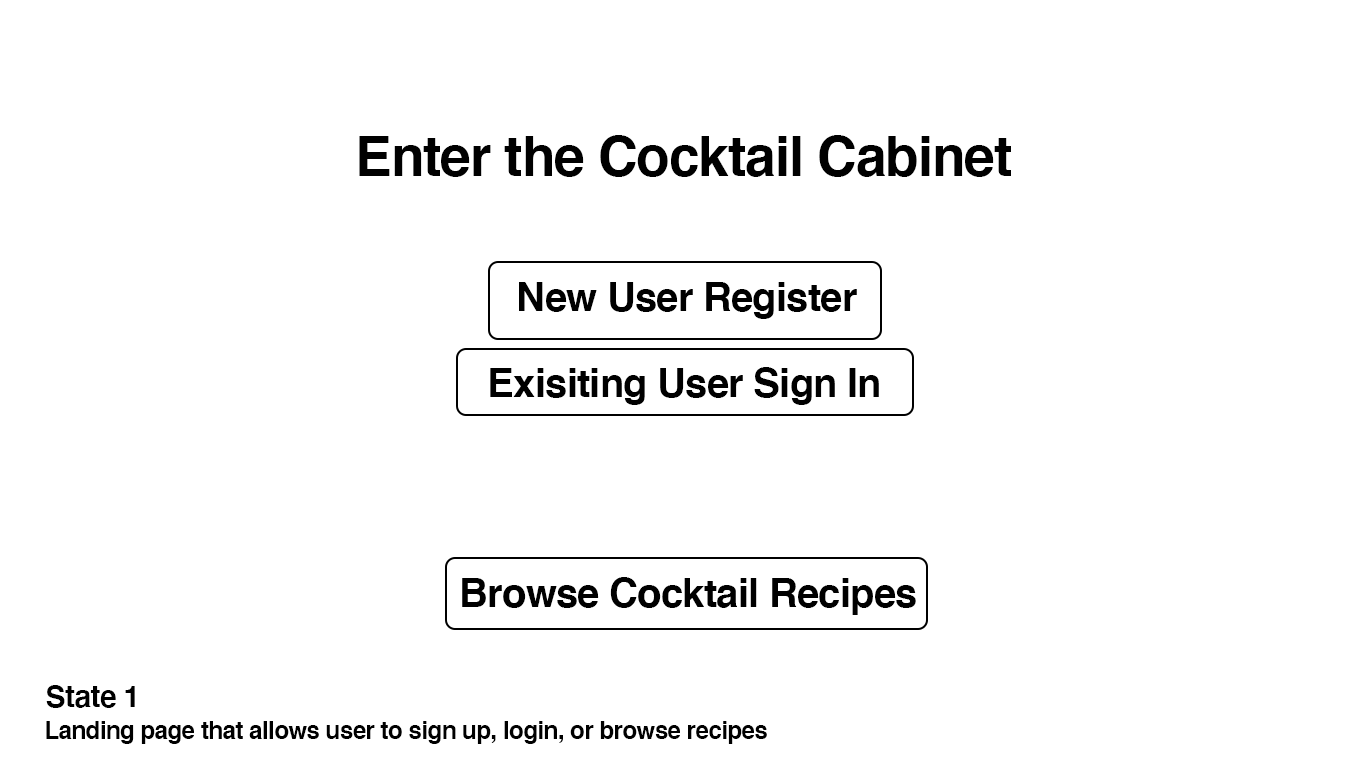 Enter the Cocktail Cabinet
New User Register
Exisiting User Sign In
Browse Cocktail Recipes
State 1
Landing page that allows user to sign up, login, or browse recipes